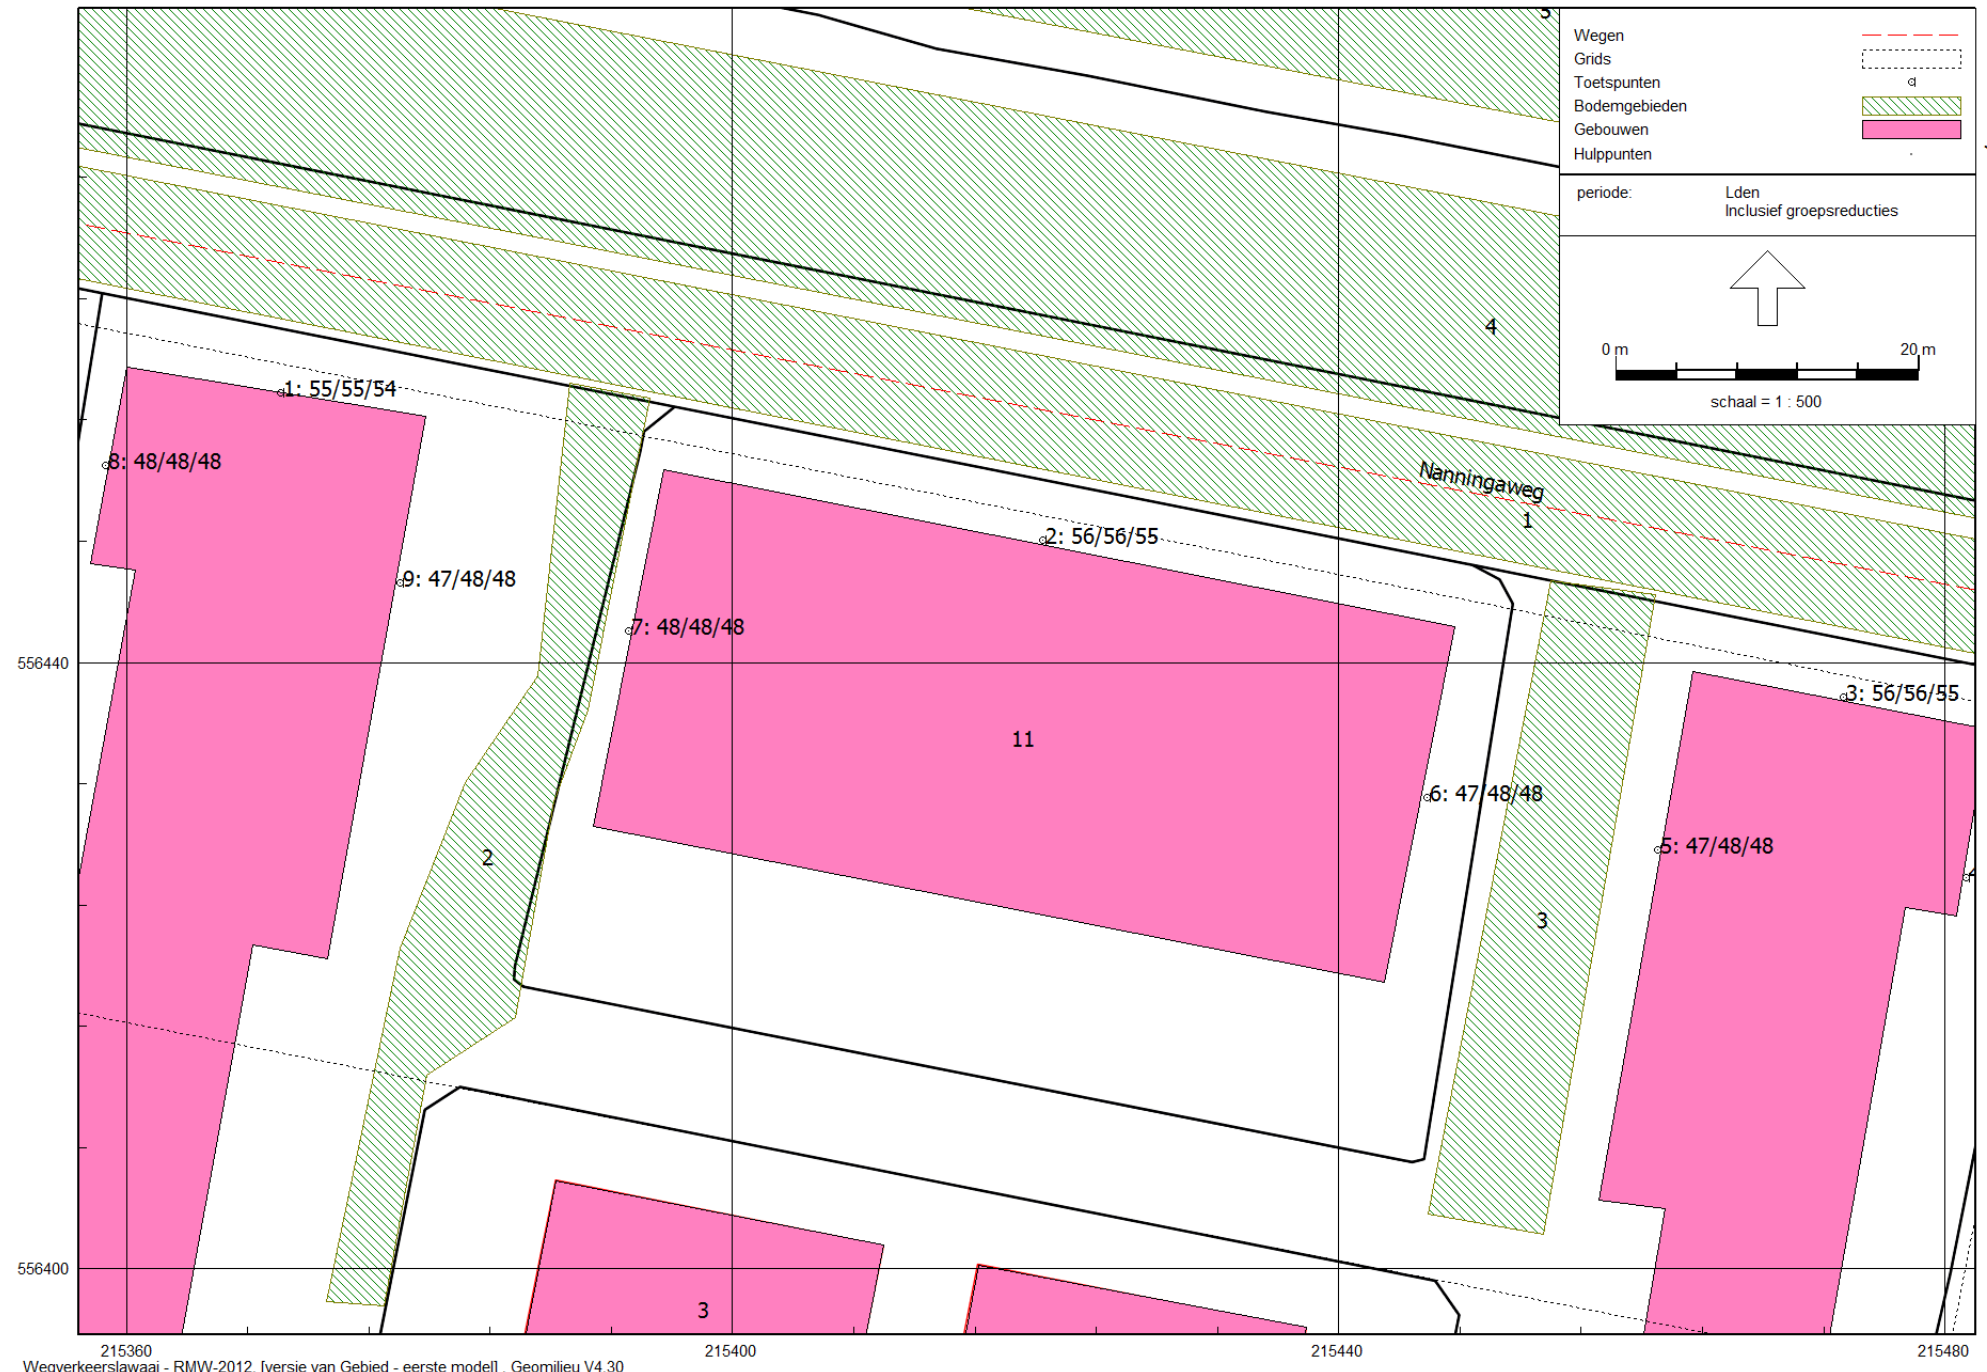 5
Wegen
Grids
Toetspunten
Bodemgebieden
Gebouwen
Hulppunten
periode: Lden
Inclusief groepsreducties
4
0 m 20 m
schaal = 1 : 500
1: 55/55/54
8: 48/48/48
Nanningaweg
1
2: 56/56/55
9: 47/48/48
7: 48/48/48
556440
3: 56/56/55
11
6: 47/48/48
5: 47/48/48
2
3
556400
3
215360 215400 215440 215480
Wegverkeerslawaai - RMW-2012, [versie van Gebied - eerste model] , Geomilieu V4.30